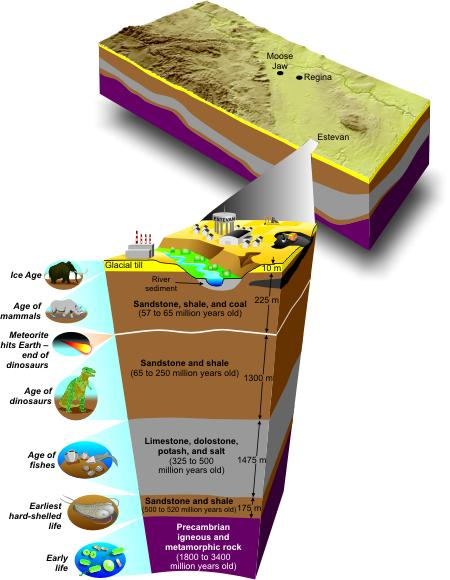 Moose
Jaw
Regina
Estevan
ESTEVAN
Glacial till
10 m
River
sediment
225 m
Sandstone, shale, and coal
(57 to 65 million years old)
Sandstone and shale
(65 to 250 million years old)
1300 m
Limestone, dolostone,
potash, and salt
(325 to 500
million years old)
1475 m
Sandstone and shale
(500 to 520 million years old)
175 m
Precambrian
igneous and
metamorphic rock
(1800 to 3400
million years old)
Ice Age
Age of
mammals
Meteorite
hits Earth –
end of
dinosaurs
Age of
dinosaurs
Age of
fishes
Earliest
hard-shelled
life
Early
life